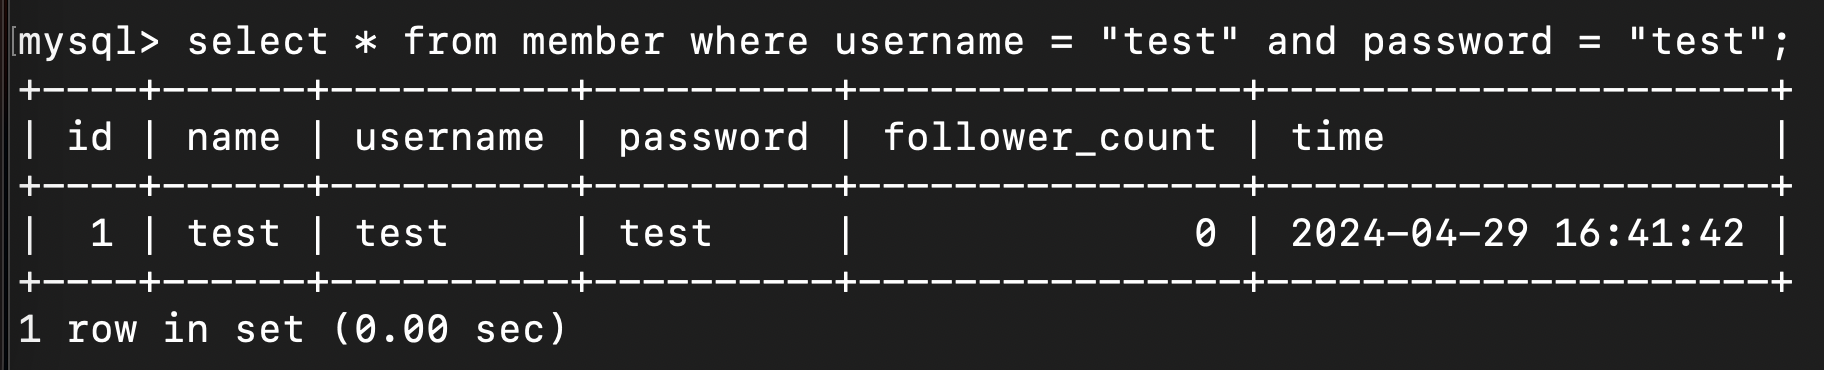 [mysql> select * from member where username = "test" and password = "test";
+----+------+----------+----------+----------------+---------------------+
| id | name | username | password | follower_count | time                |
+----+------+----------+----------+----------------+---------------------+
|  1 | test | test     | test     |              0 | 2024-04-29 16:41:42 |
+----+------+----------+----------+----------------+---------------------+
1 row in set (0.00 sec)